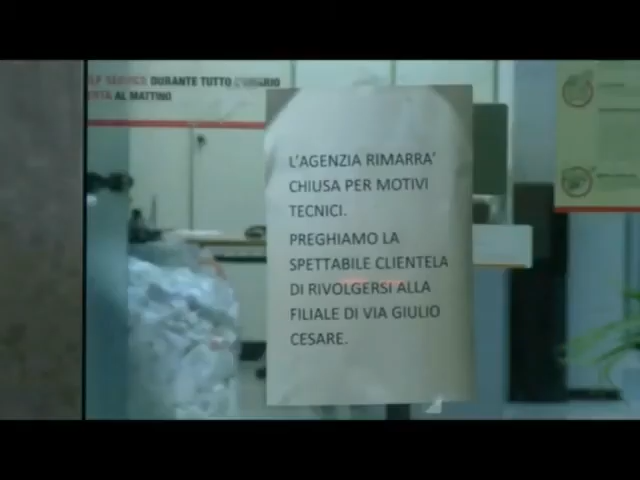 SERVICE DURANTE TUTTO L'ORARIO
AL MATTINO
L'AGENZIA RIMARRA'
CHIUSA PER MOTIVI
TECNICI.
PREGHIAMO LA
SPETTABILE CLIENTELA
DI RIVOLGERSI ALLA
FILIALE DI VIA GIULIO
CESARE.